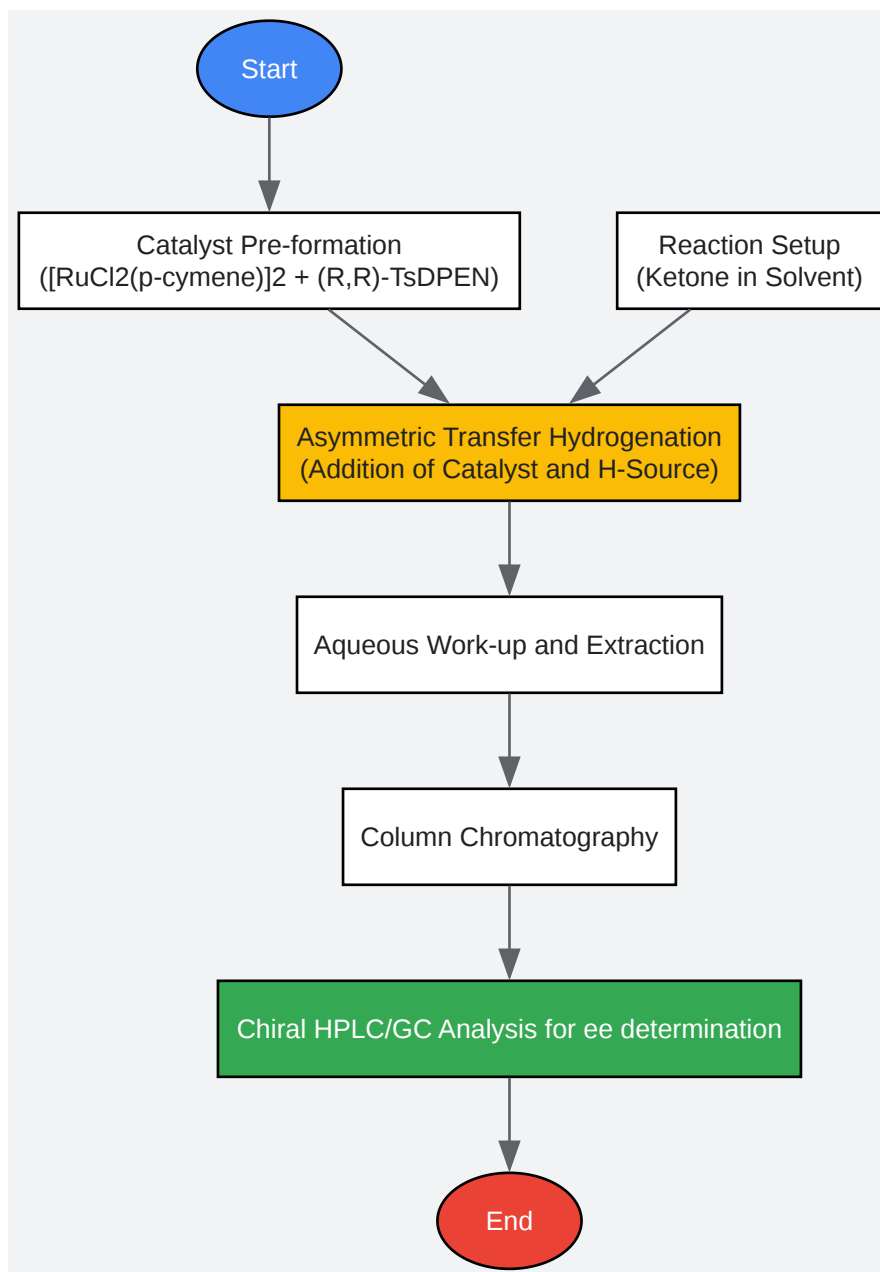 Start
Catalyst Pre-formation
([RuCl2(p-cymene)]2 + (R,R)-TsDPEN)
Reaction Setup
(Ketone in Solvent)
Asymmetric Transfer Hydrogenation
(Addition of Catalyst and H-Source)
Aqueous Work-up and Extraction
Column Chromatography
Chiral HPLC/GC Analysis for ee determination
End